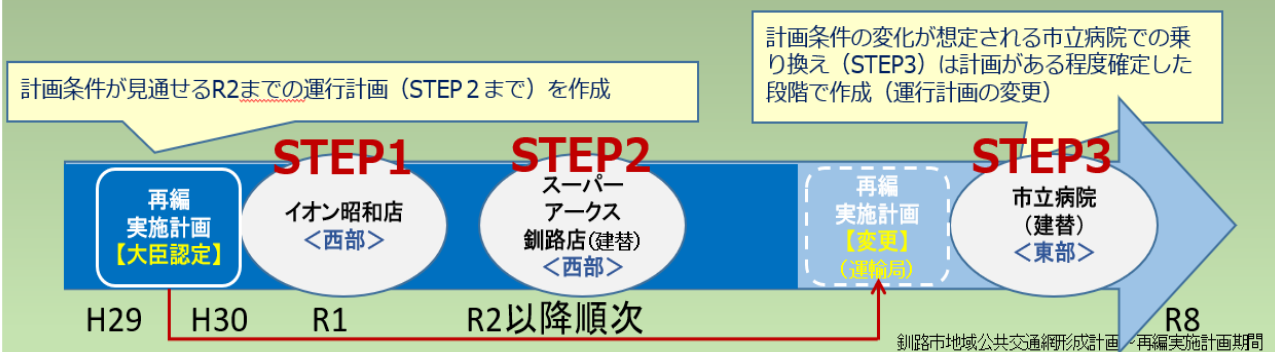 計画条件が見通せるR2までの運行計画（STEP２まで）を作成
計画条件の変化が想定される市立病院での乗
り換え（STEP3）は計画がある程度確定した
段階で作成（運行計画の変更）
再編
実施計画
【大臣認定】
STEP1
イオン昭和店
＜西部＞
STEP2
スーパー
アークス
釧路店(建替)
＜西部＞
再編
実施計画
【変更】
(運輸局)
STEP3
市立病院
(建替)
＜東部＞
H29
H30
R1
R2以降順次
R8
釧路市地域公共交通網形成計画～再編実施計画期間